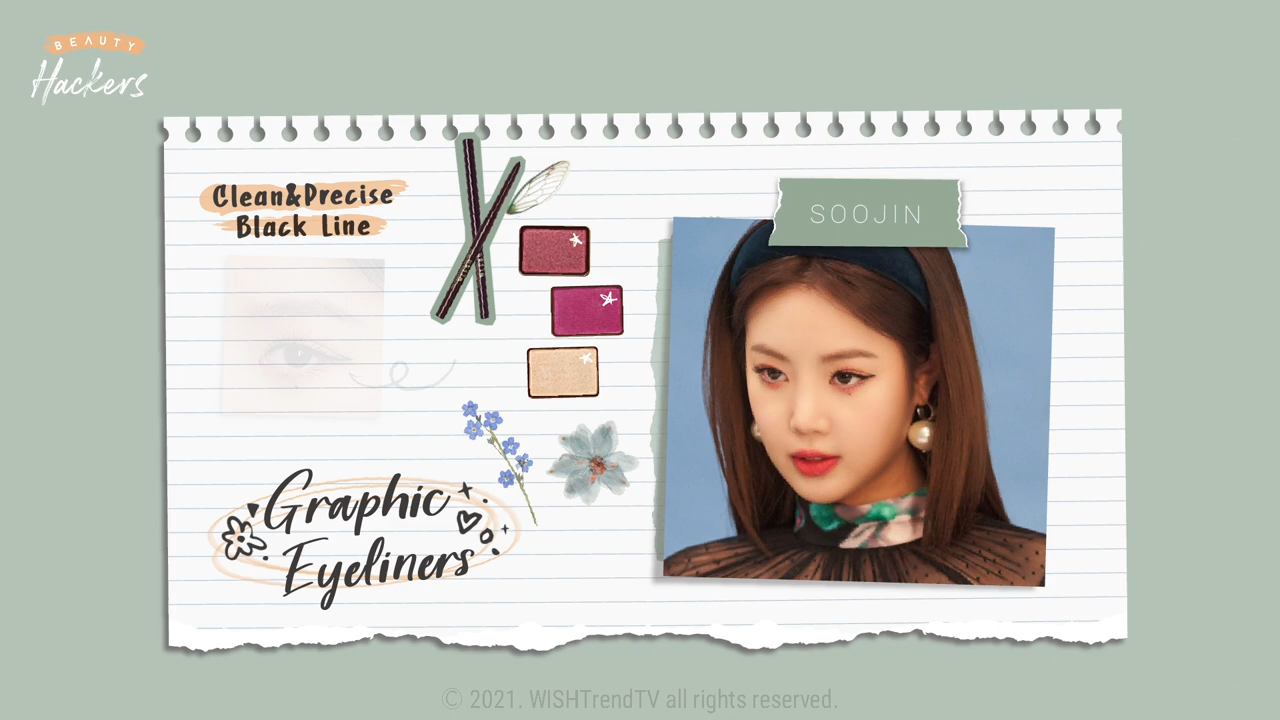 BEAUTY
Hackers
Clean&Precise
Black Line
SOOJIN
Graphic
Eyeliners
© 2021. WISHTrendTV all rights reserved.